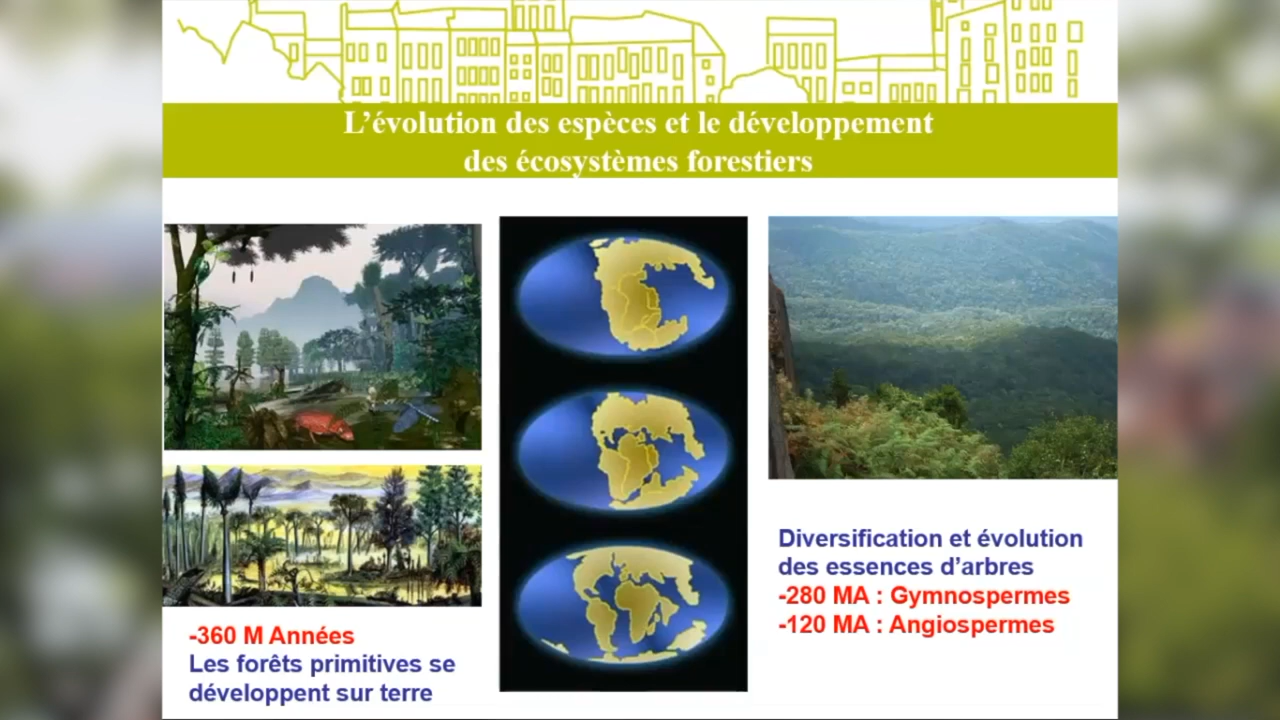 L’évolution des espèces et le développement
des écosystèmes forestiers
-360 M Années
Les forêts primitives se
développent sur terre
Diversification et évolution
des essences d’arbres
-280 MA : Gymnospermes
-120 MA : Angiospermes